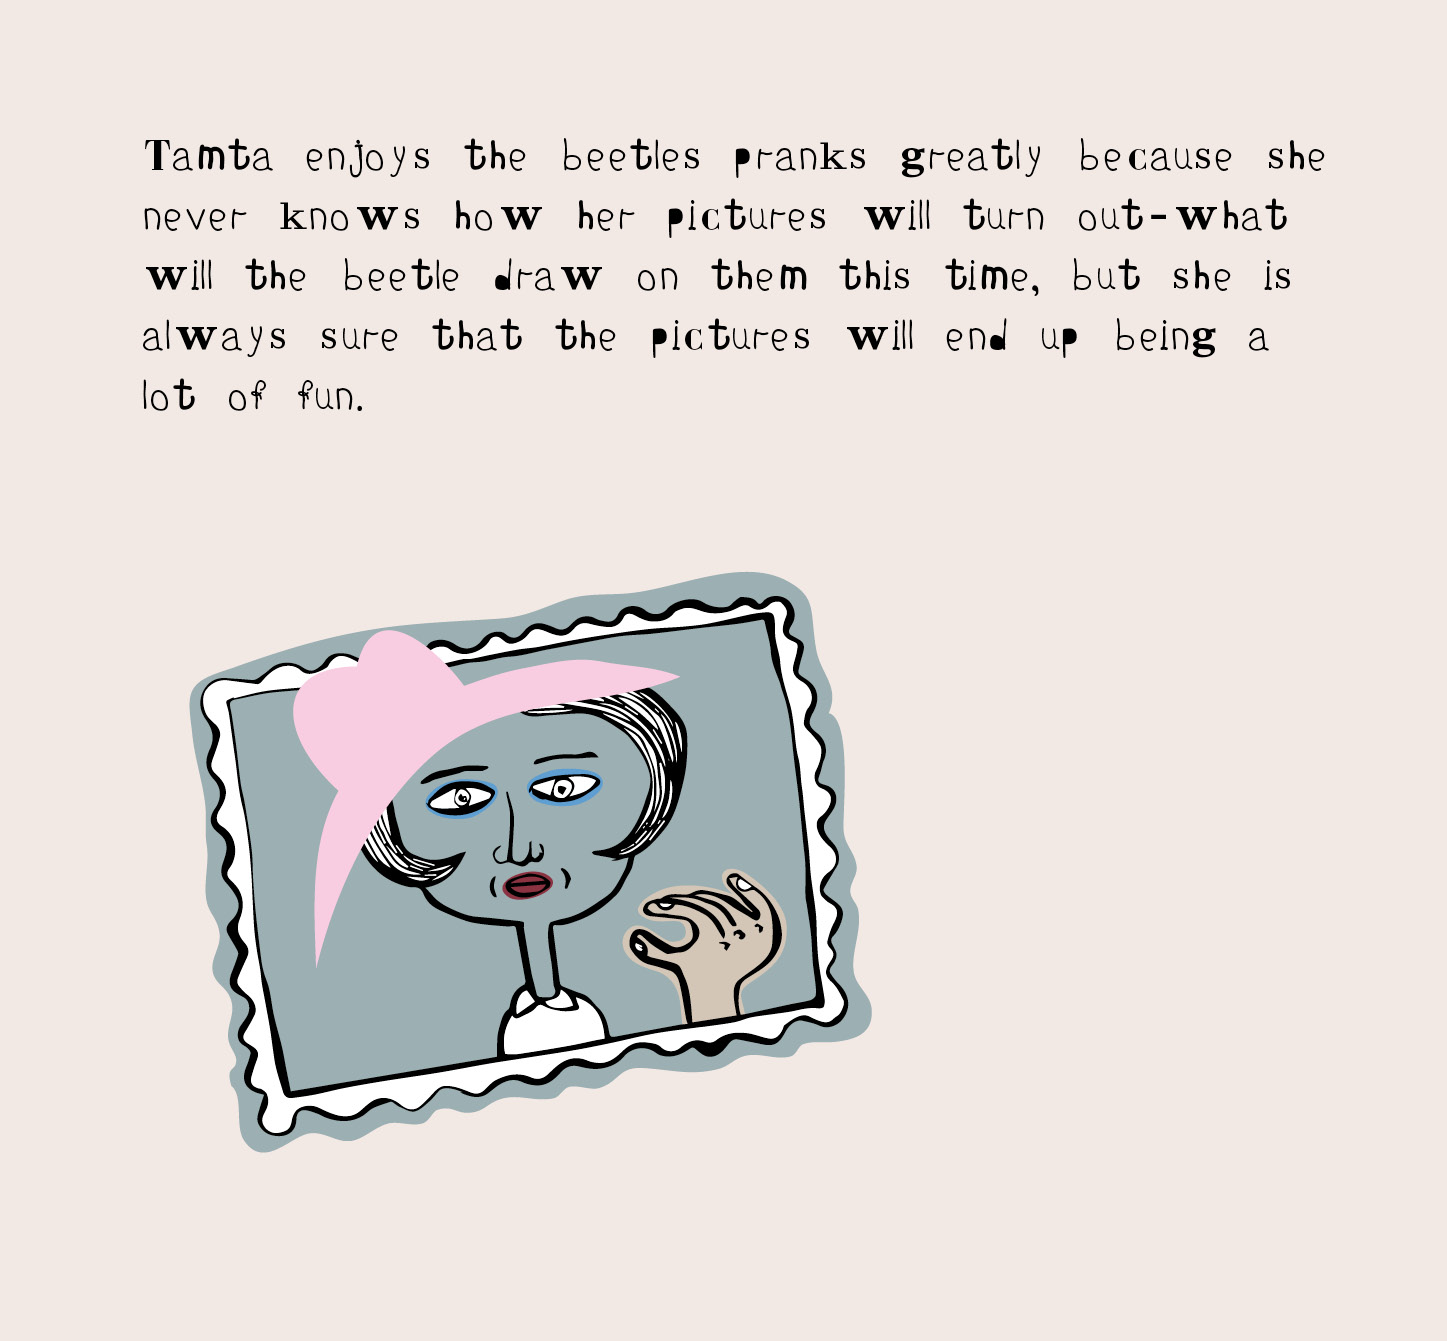 Tamta enjoys the beetles pranks greatly because she
never knows how her pictures will turn out-what
will the beetle draw on them this time, but she is
always sure that the pictures will end up being a
lot of fun.